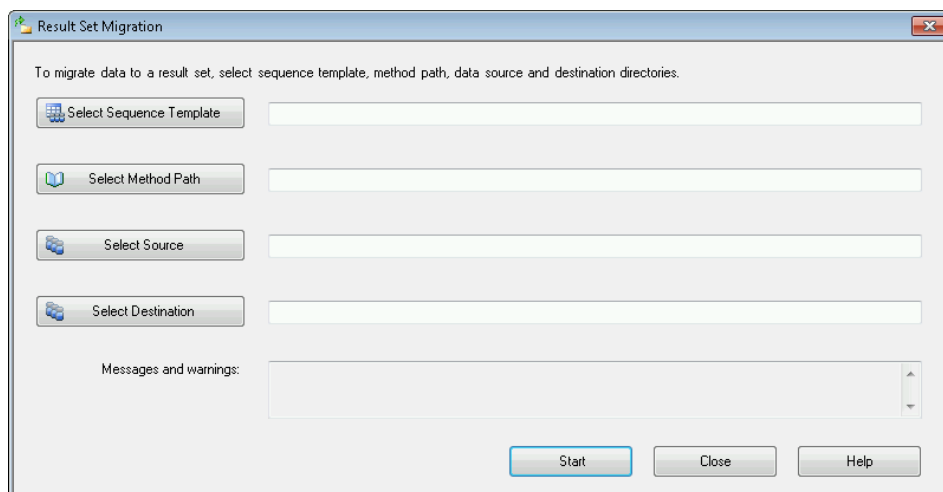 Result Set Migration
To migrate data to a result set, select sequence template, method path, data source and destination directories.
Select Sequence Template
Select Method Path
Select Source
Select Destination
Messages and warnings:
Start Close Help